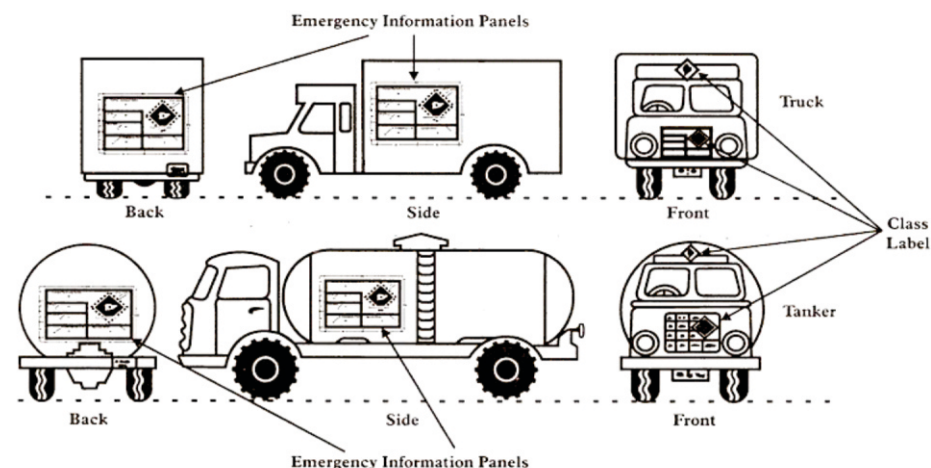 Emergency Information Panels
Truck
Back
Side
Front
Class
Label
Tanker
Back
Side
Front
Emergency Information Panels